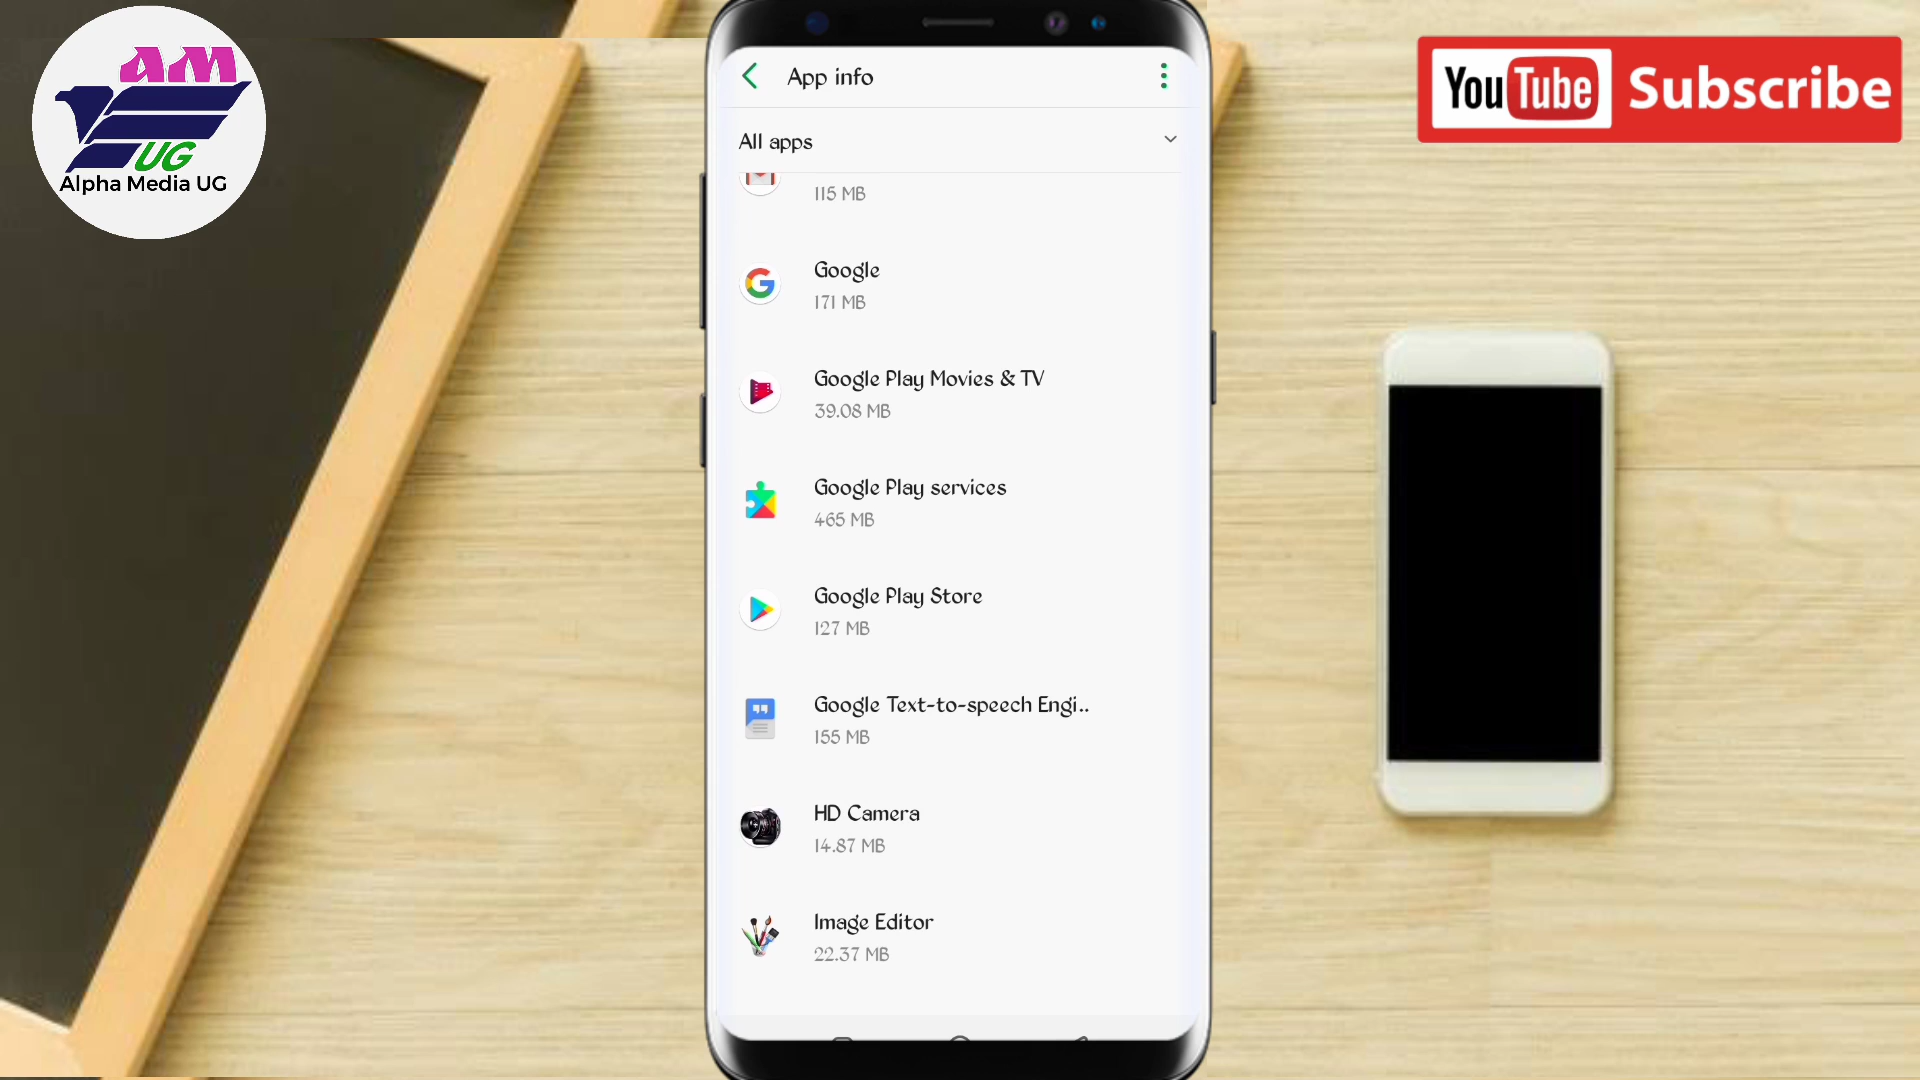 AM
UG
Alpha Media UG
YouTube Subscribe
App info
All apps
115 MB
Google
171 MB
Google Play Movies & TV
39.08 MB
Google Play services
465 MB
Google Play Store
127 MB
Google Text-to-speech Engi..
155 MB
HD Camera
14.87 MB
Image Editor
22.37 MB